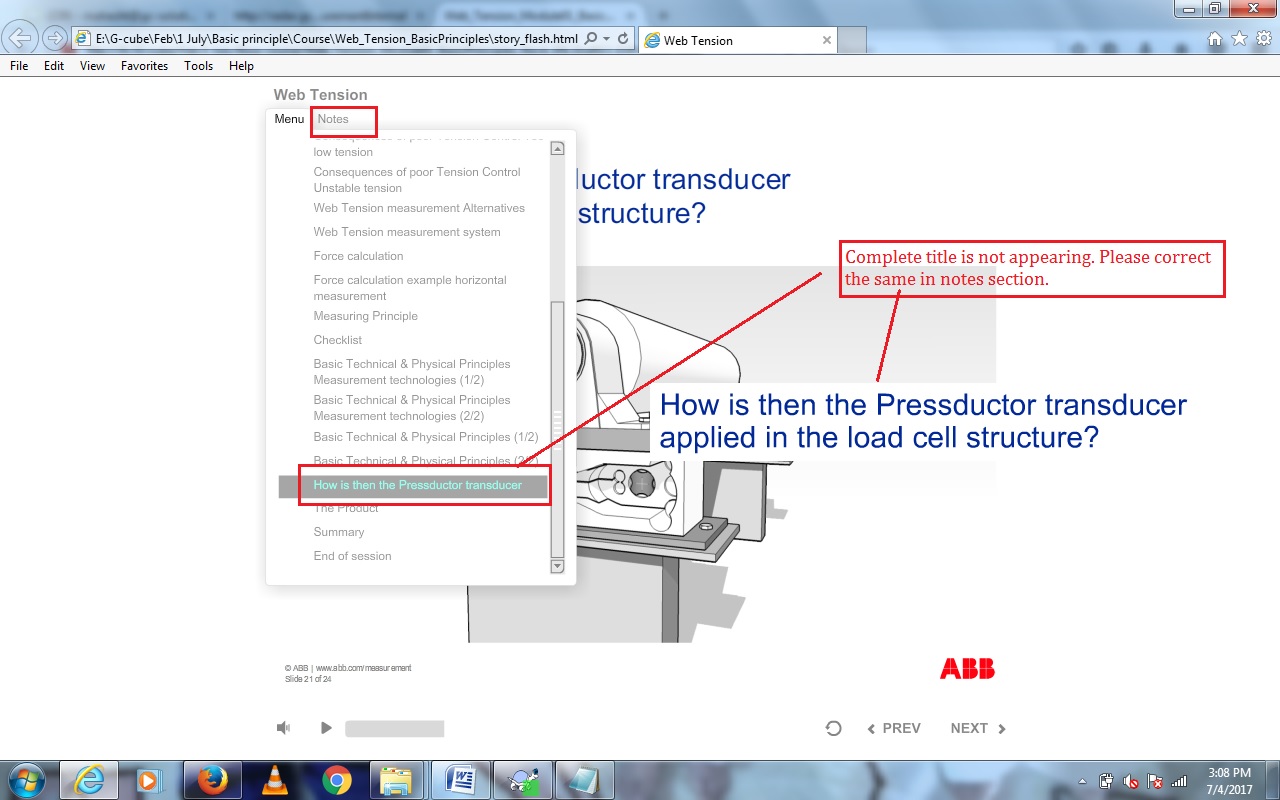 E:\G-cube\Feb\1 July\Basic principle\Course\Web_Tension_BasicPrinciples\story_flash.html
Web Tension
File Edit View Favorites Tools Help
Web Tension
Menu Notes
low tension
Consequences of poor Tension Control
Unstable tension
Web Tension measurement Alternatives
Web Tension measurement system
Force calculation
Force calculation example horizontal
measurement
Measuring Principle
Checklist
Basic Technical & Physical Principles
Measurement technologies (1/2)
Basic Technical & Physical Principles
Measurement technologies (2/2)
Basic Technical & Physical Principles (1/2)
Basic Technical & Physical Principles (2/2)
How is then the Pressductor transducer
The Product
Summary
End of session
ductor transducer
structure?
Complete title is not appearing. Please correct
the same in notes section.
How is then the Pressductor transducer
applied in the load cell structure?
© ABB | www.abb.com/measurement
Slide 21 of 24
ABB
PREV NEXT
3:08 PM
7/4/2017